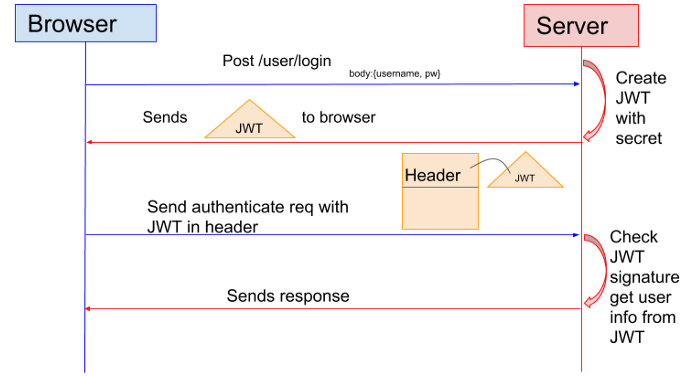 Browser
Server
Post /user/login
body:{username, pw}
Create
JWT
with
secret
Sends
JWT
to browser
Header
JWT
Send authenticate req with
JWT in header
Check
JWT
signature
get user
info from
JWT
Sends response